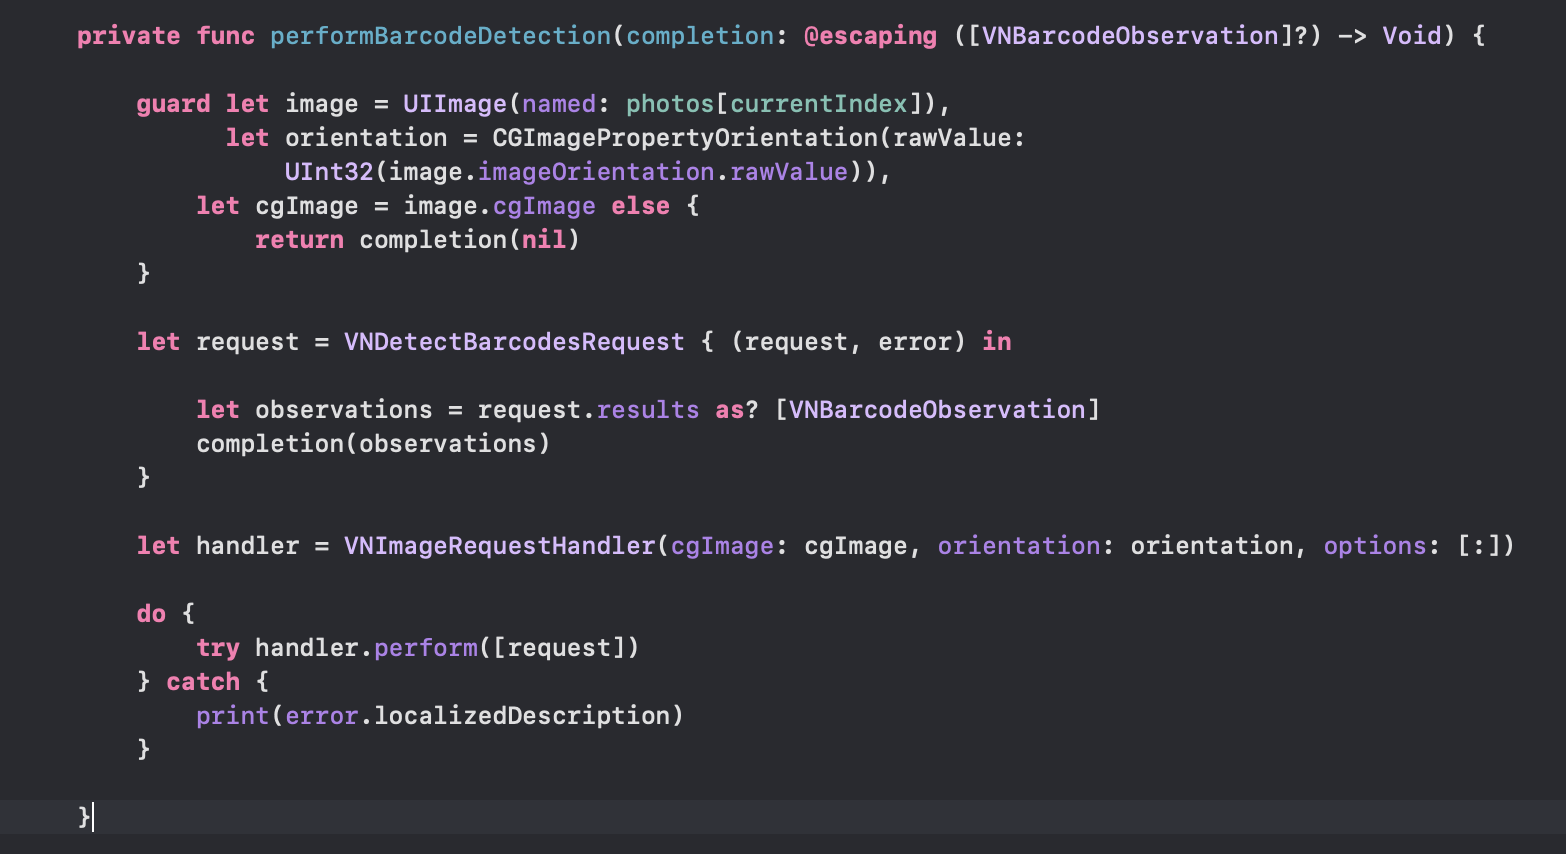 private func performBarcodeDetection(completion: @escaping ([VNBarcodeObservation]?) -> Void) {
guard let image = UIImage(named: photos[currentIndex]),
let orientation = CGImagePropertyOrientation(rawValue:
UInt32(image.imageOrientation.rawValue)),
let cgImage = image.cgImage else {
return completion(nil)
}
let request = VNDetectBarcodesRequest { (request, error) in
let observations = request.results as? [VNBarcodeObservation]
completion(observations)
}
let handler = VNImageRequestHandler(cgImage: cgImage, orientation: orientation, options: [:])
do {
try handler.perform([request])
} catch {
print(error.localizedDescription)
}
}